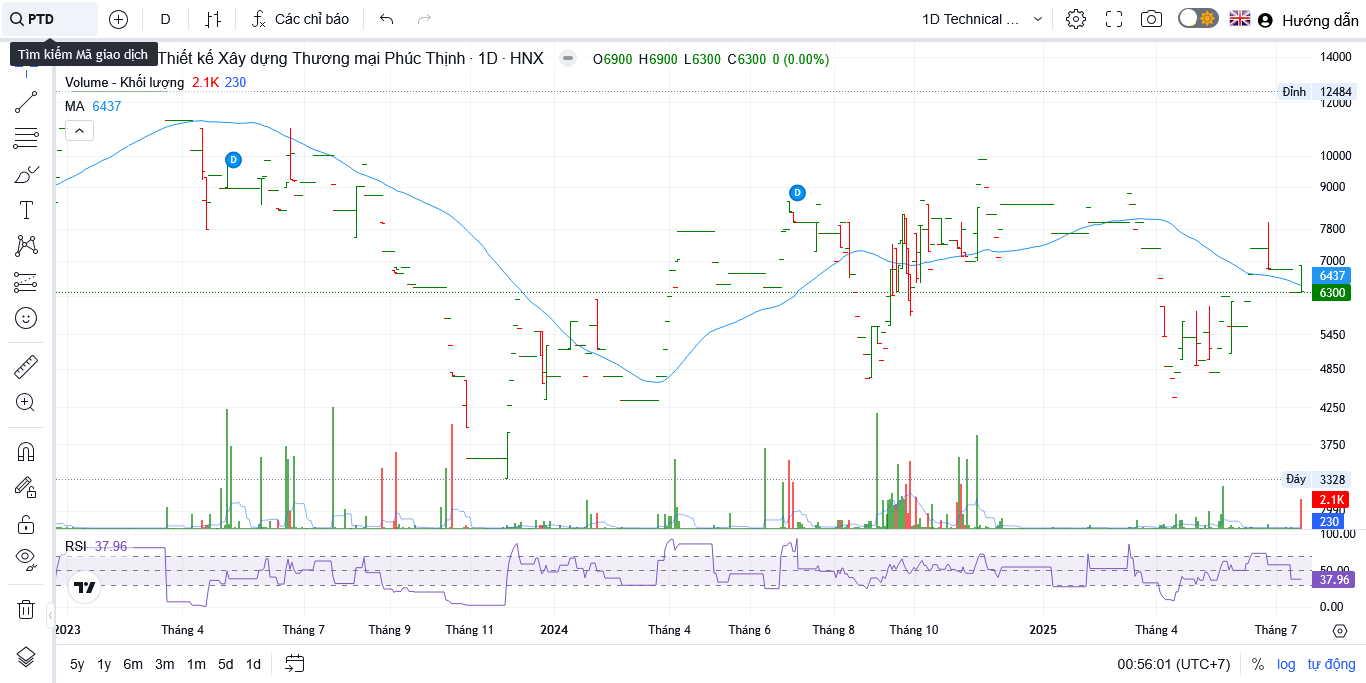 PTD
D
Các chỉ báo
1D Technical ...
Hướng dẫn
Tìm kiếm Mã giao dịch
Thiết kế Xây dựng Thương mại Phúc Thịnh · 1D · HNX
O6900 H6900 L6300 C6300 0 (0.00%)
Volume - Khối lượng 2.1K 230
MA 6437
14000
Đỉnh 12484
12000
10000
9000
7800
7000
6437
6300
5450
4850
4250
3750
Đáy 3328
2.1K
2990
230
D
D
RSI 37.96
100.00
50.00
37.96
0.00
2023 Tháng 4 Tháng 7 Tháng 9 Tháng 11 2024 Tháng 4 Tháng 6 Tháng 8 Tháng 10 2025 Tháng 4 Tháng 7
5y 1y 6m 3m 1m 5d 1d
00:56:01 (UTC+7) % log tự động